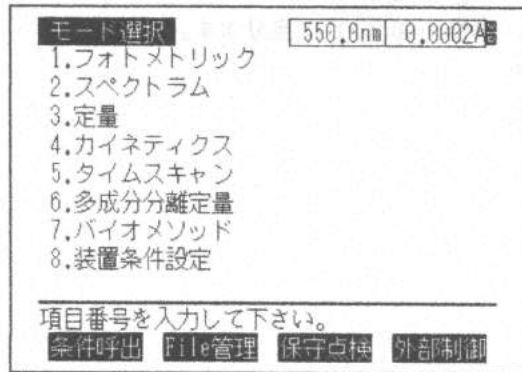 モード選択 550.0nm 0.0002A
1.フォトメトリック
2.スペクトラム
3.定量
4.カイネティクス
5.タイムスキャン
6.多成分分離定量
7.バイオメソッド
8.装置条件設定
項目番号を入力して下さい。
条件呼出 File管理 保守点検 外部制御